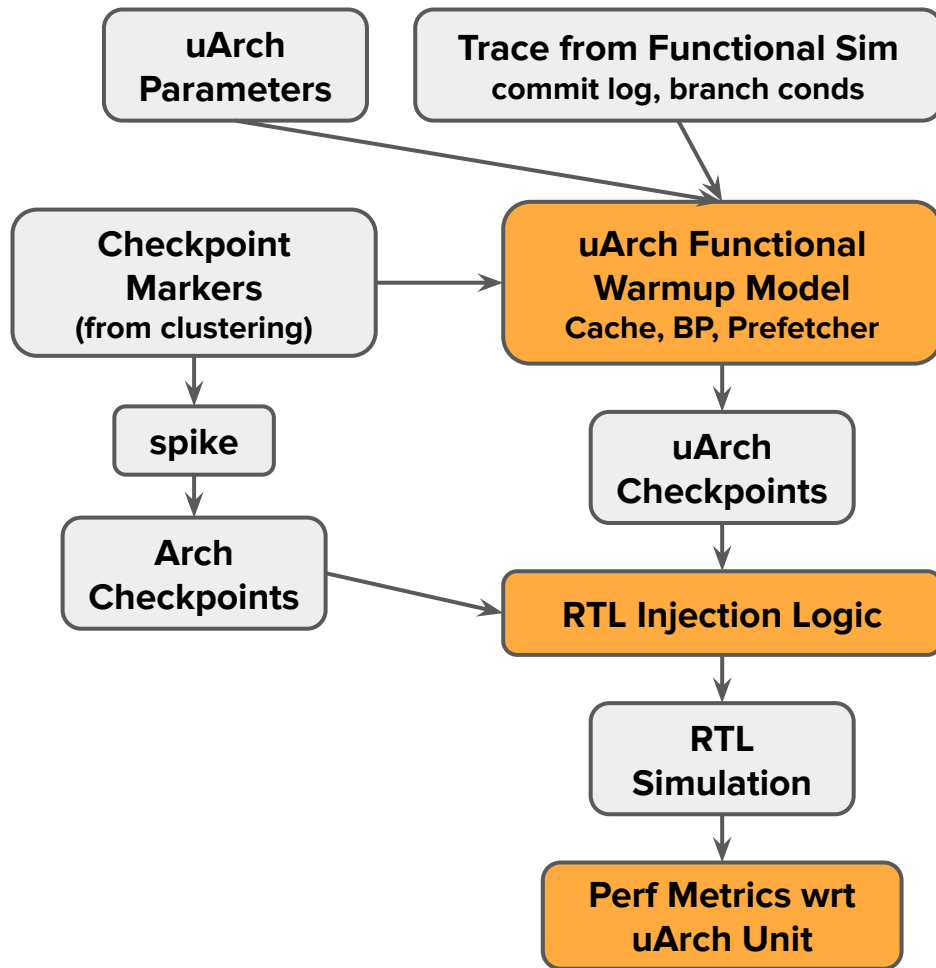 uArch
Parameters
Trace from Functional Sim
commit log, branch conds
Checkpoint
Markers
(from clustering)
uArch Functional
Warmup Model
Cache, BP, Prefetcher
spike
uArch
Checkpoints
Arch
Checkpoints
RTL Injection Logic
RTL
Simulation
Perf Metrics wrt
uArch Unit